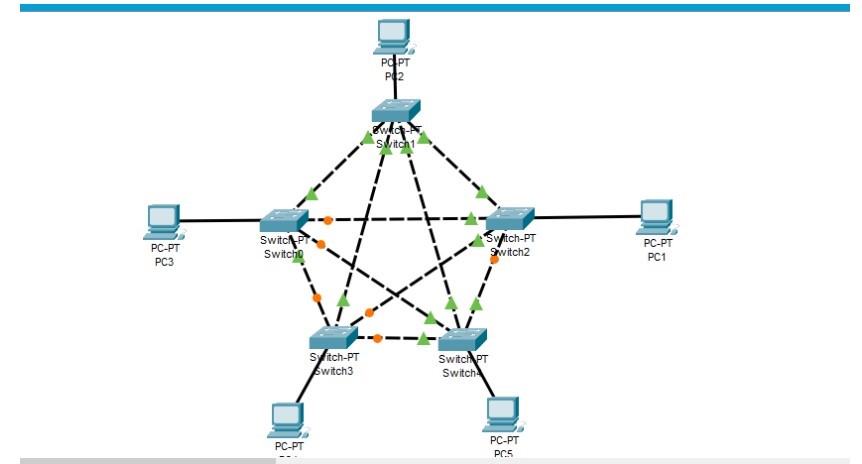 PC-PT
PC2
Switch-PT
Switch1
PC-PT
PC3
Switch-PT
Switch0
Switch-PT
Switch2
PC-PT
PC1
Switch-PT
Switch3
Switch-PT
Switch4
PC-PT
PC-PT
PC5